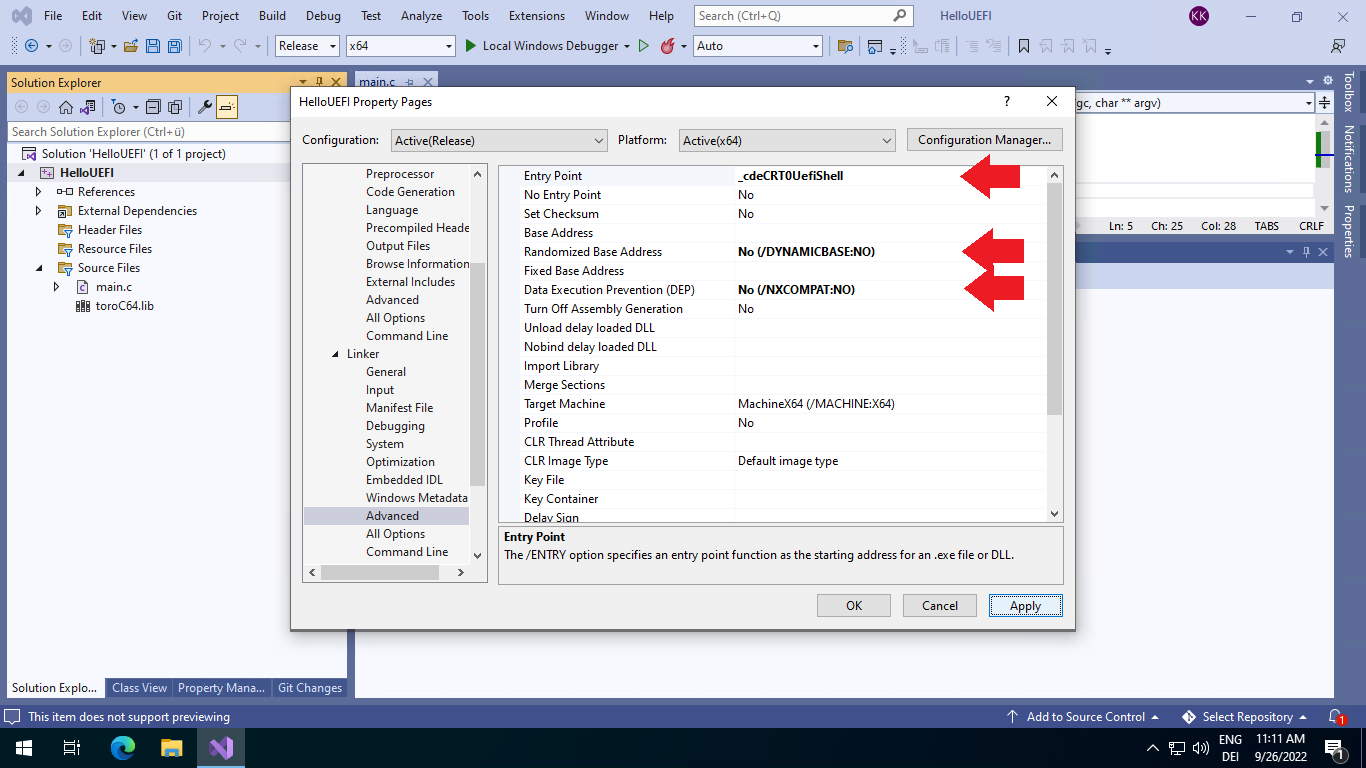 File Edit View Git Project Build Debug Test Analyze Tools Extensions Window Help Search (Ctrl+Q) HelloUEFI KK
Release x64 Local Windows Debugger Auto
Solution Explorer
main.c
HelloUEFI Property Pages
?
Toolbox
Notifications
Properties
Search Solution Explorer (Ctrl+ü)
gc, char ** argv)
Configuration: Active(Release) Platform: Active(x64) Configuration Manager...
Solution 'HelloUEFI' (1 of 1 project)
HelloUEFI
References
External Dependencies
Header Files
Resource Files
Source Files
main.c
toroC64.lib
Preprocessor
Code Generation
Language
Precompiled Heade
Output Files
Browse Information
External Includes
Advanced
All Options
Command Line
Linker
General
Input
Manifest File
Debugging
System
Optimization
Embedded IDL
Windows Metadata
Advanced
All Options
Command Line
Entry Point _cdeCRT0UefiShell
No Entry Point No
Set Checksum No
Base Address
Randomized Base Address No (/DYNAMICBASE:NO)
Fixed Base Address
Data Execution Prevention (DEP) No (/NXCOMPAT:NO)
Turn Off Assembly Generation No
Unload delay loaded DLL
Nobind delay loaded DLL
Import Library
Merge Sections
Target Machine MachineX64 (/MACHINE:X64)
Profile No
CLR Thread Attribute
CLR Image Type Default image type
Key File
Key Container
Delay Sign
Entry Point
The /ENTRY option specifies an entry point function as the starting address for an .exe file or DLL.
OK Cancel Apply
Ln: 5 Ch: 25 Col: 28 TABS CRLF
Solution Explo... Class View Property Mana... Git Changes
This item does not support previewing Add to Source Control Select Repository 1
ENG 11:11 AM
DEI 9/26/2022 1